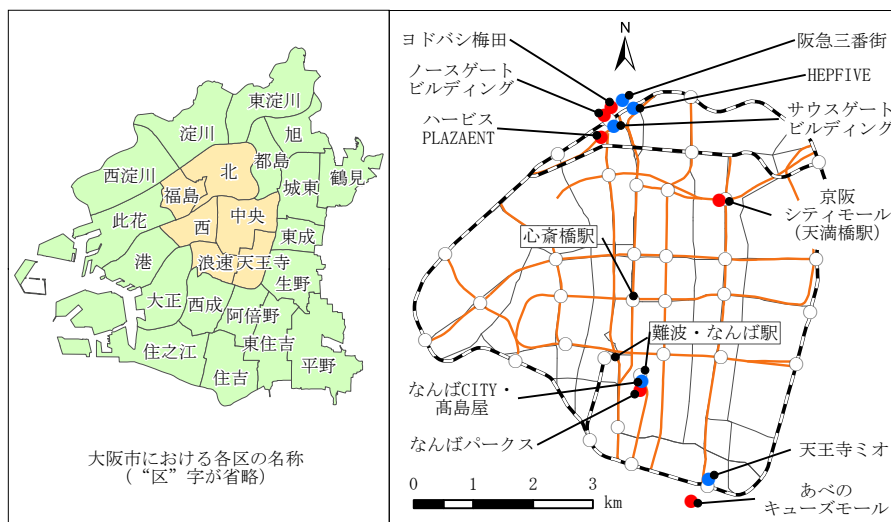 東淀川
淀川
旭
西淀川
北
都島
鶴見
福島
城東
此花
西
中央
東成
港
浪速
天王寺
生野
大正
西成
阿倍野
住之江
東住吉
平野
住吉
大阪市における各区の名称
（“区”字が省略）
N
ヨドバシ梅田
阪急三番街
ノースゲート
ビルディング
HEPFIVE
ハービス
PLAZAENT
サウスゲート
ビルディング
京阪
シティモール
(天満橋駅)
心斎橋駅
難波・なんば駅
なんばCITY・
髙島屋
なんばパークス
天王寺ミオ
あべの
キューズモール
0 1 2 3
km